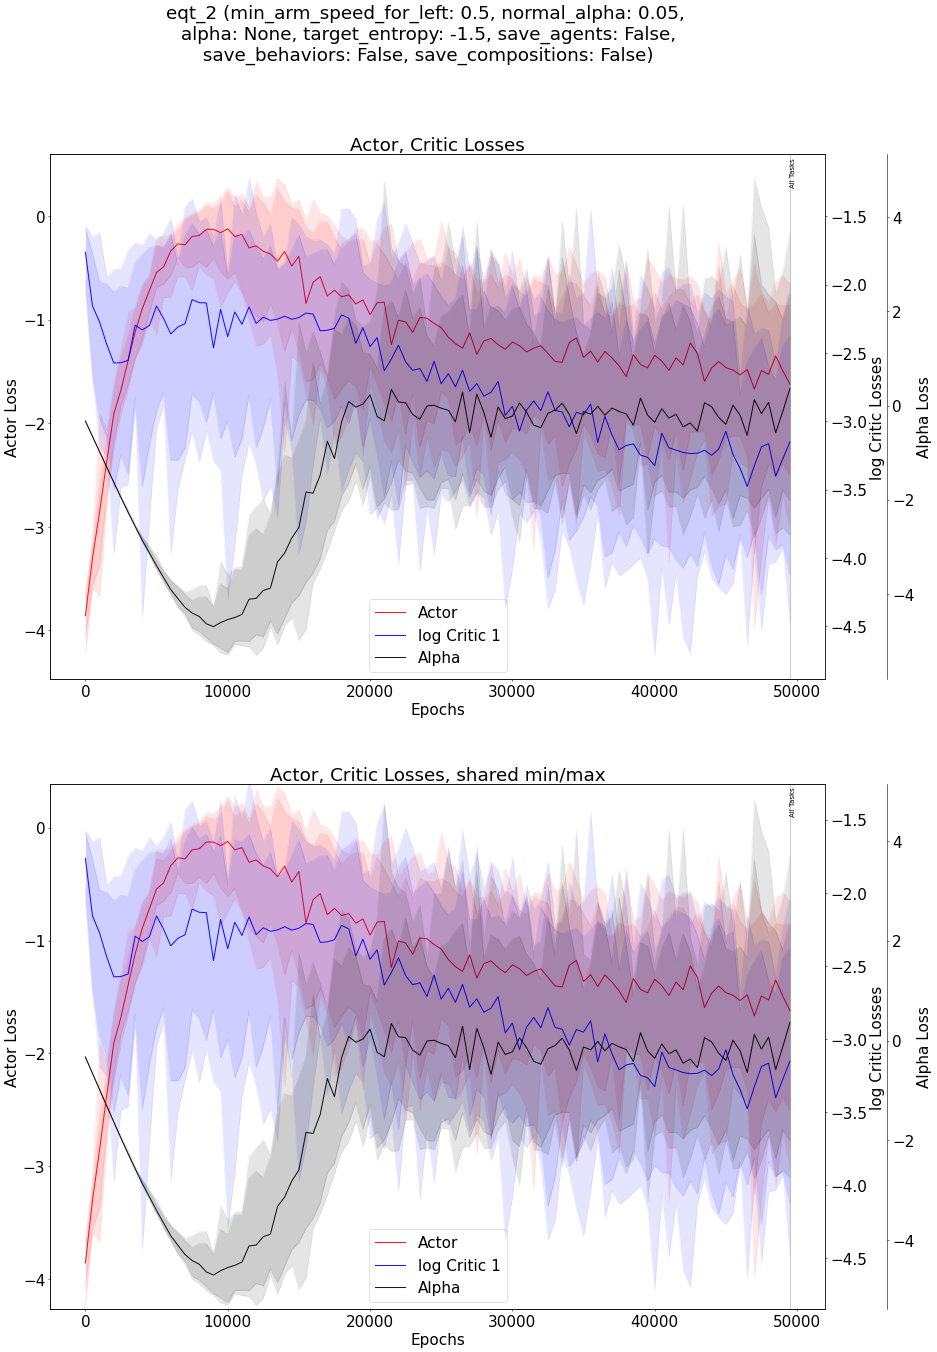 eqt_2 (min_arm_speed_for_left: 0.5, normal_alpha: 0.05,
alpha: None, target_entropy: -1.5, save_agents: False,
save_behaviors: False, save_compositions: False)
Actor, Critic Losses
All Tasks
0
−1
−2
−3
−4
Actor Loss
−1.5
−2.0
−2.5
−3.0
−3.5
−4.0
−4.5
log Critic Losses
4
2
0
−2
−4
Alpha Loss
Actor
log Critic 1
Alpha
0 10000 20000 30000 40000 50000
Epochs
Actor, Critic Losses, shared min/max
All Tasks
0
−1
−2
−3
−4
Actor Loss
−1.5
−2.0
−2.5
−3.0
−3.5
−4.0
−4.5
log Critic Losses
4
2
0
−2
−4
Alpha Loss
Actor
log Critic 1
Alpha
0 10000 20000 30000 40000 50000
Epochs